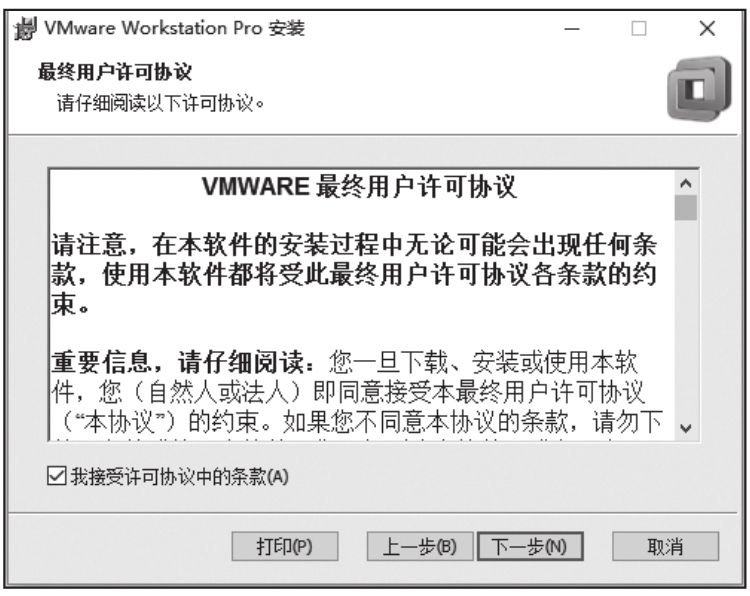 VMware Workstation Pro 安装
最终用户许可协议
请仔细阅读以下许可协议。
VMWARE 最终用户许可协议
请注意，在本软件的安装过程中无论可能会出现任何条
款，使用本软件都将受此最终用户许可协议各条款的约
束。
重要信息，请仔细阅读：您一旦下载、安装或使用本软
件，您（自然人或法人）即同意接受本最终用户许可协议
（“本协议”）的约束。如果您不同意本协议的条款，请勿下
我接受许可协议中的条款(A)
打印(P) 上一步(B) 下一步(N) 取消